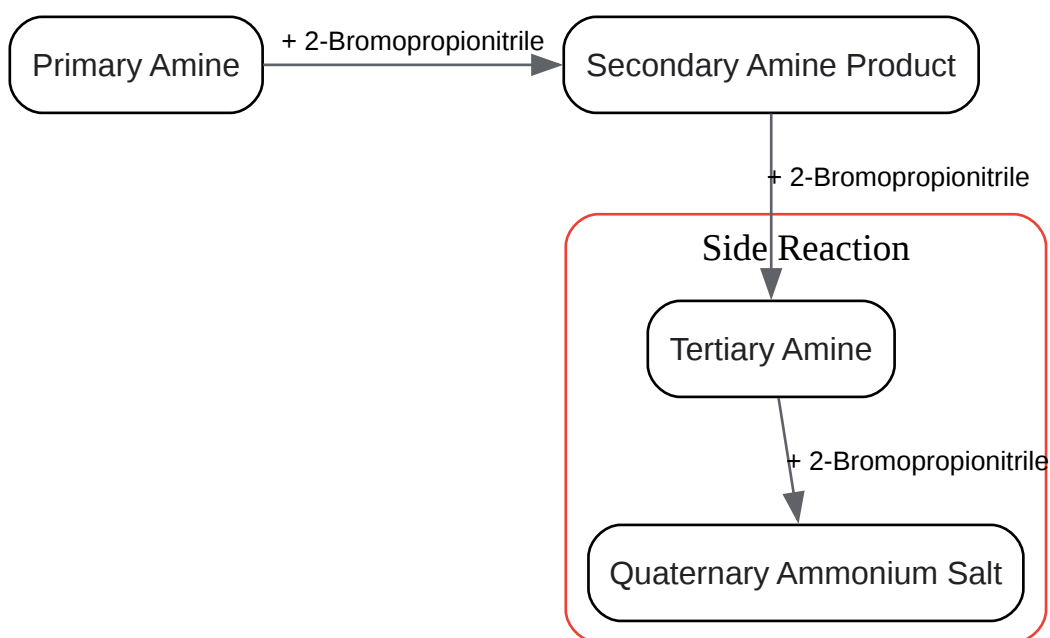 Primary Amine
+ 2-Bromopropionitrile
Secondary Amine Product
+ 2-Bromopropionitrile
Side Reaction
Tertiary Amine
+ 2-Bromopropionitrile
Quaternary Ammonium Salt